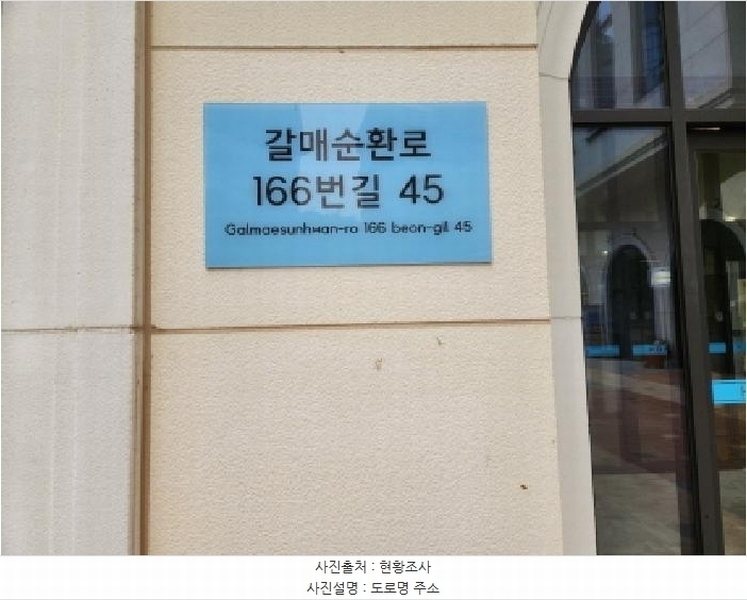 갈매순환로
166번길 45
Galmaesunhwan-ro 166 beon-gil 45
사진출처 : 현황조사
사진설명 : 도로명 주소